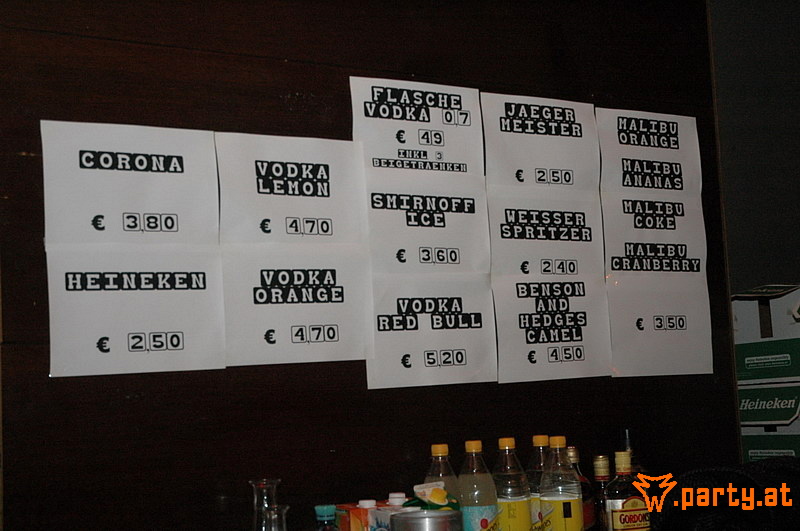 CORONA
€ 3,80
HEINEKEN
€ 2,50
VODKA
LEMON
€ 4,70
VODKA
ORANGE
€ 4,70
FLASCHE
VODKA 0,7
€ 49
INKL 3
BEIGETRAENKEN
SMIRNOFF
ICE
€ 3,60
VODKA
RED BULL
€ 5,20
JAEGER
MEISTER
€ 2,50
WEISSER
SPRITZER
€ 2,40
BENSON
AND
HEDGES
CAMEL
€ 4,50
MALIBU
ORANGE
MALIBU
ANANAS
MALIBU
COKE
MALIBU
CRANBERRY
€ 3,50
Heineken
GORDON'S
.party.at